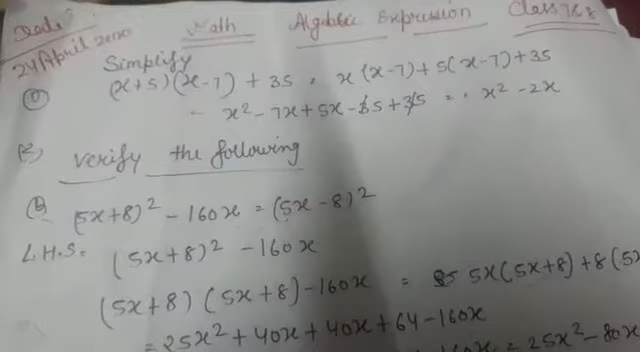 Date:
24 April 2020
Math Algebraic Expression Class 7 & 8
Simplify
(x+5)(x-7)+35 = x(x-7)+5(x-7)+35
= x²-7x+5x-35+35 = x²-2x
verify the following
(5x+8)² - 160x = (5x-8)²
L.H.S = (5x+8)² - 160x
(5x+8)(5x+8)-160x = 5x(5x+8)+8(5x
= 25x²+40x+40x+64-160x
160x = 25x²-80x